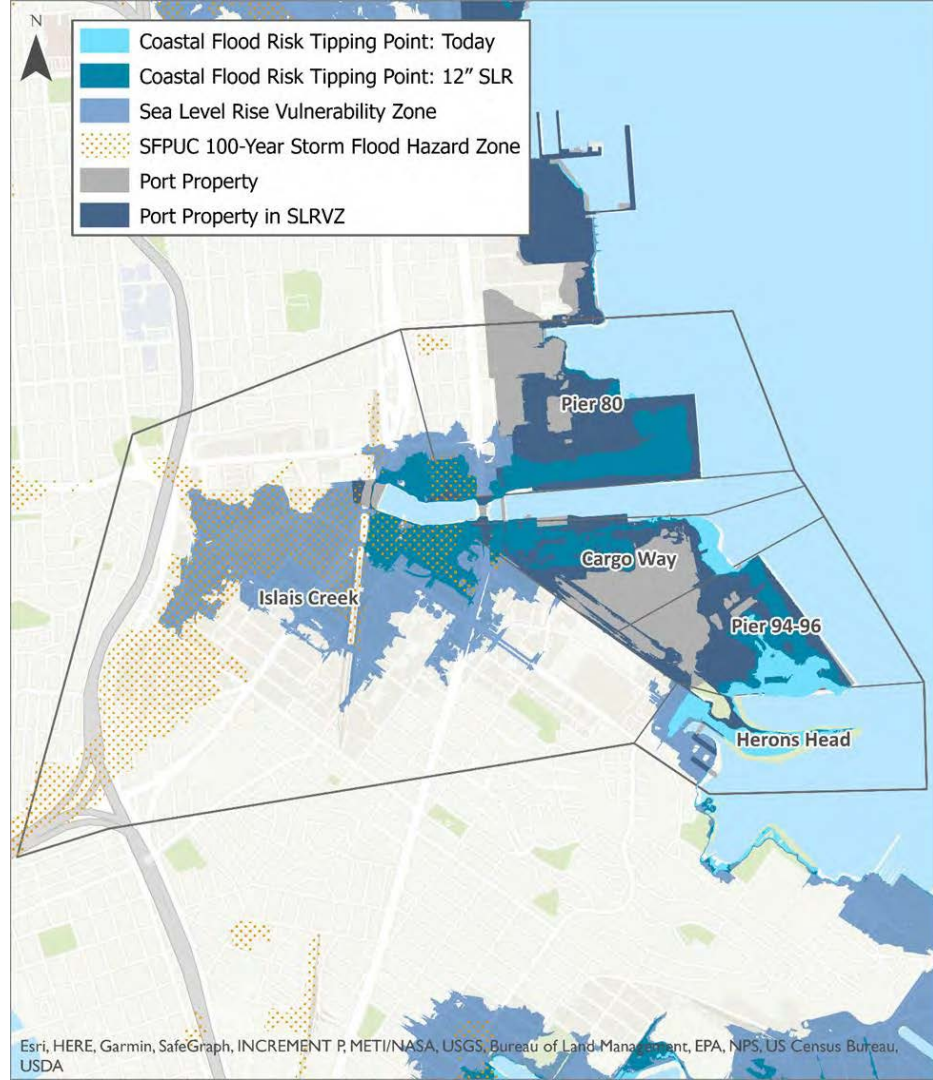 N
Coastal Flood Risk Tipping Point: Today
Coastal Flood Risk Tipping Point: 12" SLR
Sea Level Rise Vulnerability Zone
SFPUC 100-Year Storm Flood Hazard Zone
Port Property
Port Property in SLRVZ
Pier 80
Cargo Way
Islais Creek
Pier 94-96
Herons Head
Esri, HERE, Garmin, SafeGraph, INCREMENT P, METI/NASA, USGS, Bureau of Land Management, EPA, NPS, US Census Bureau,
USDA